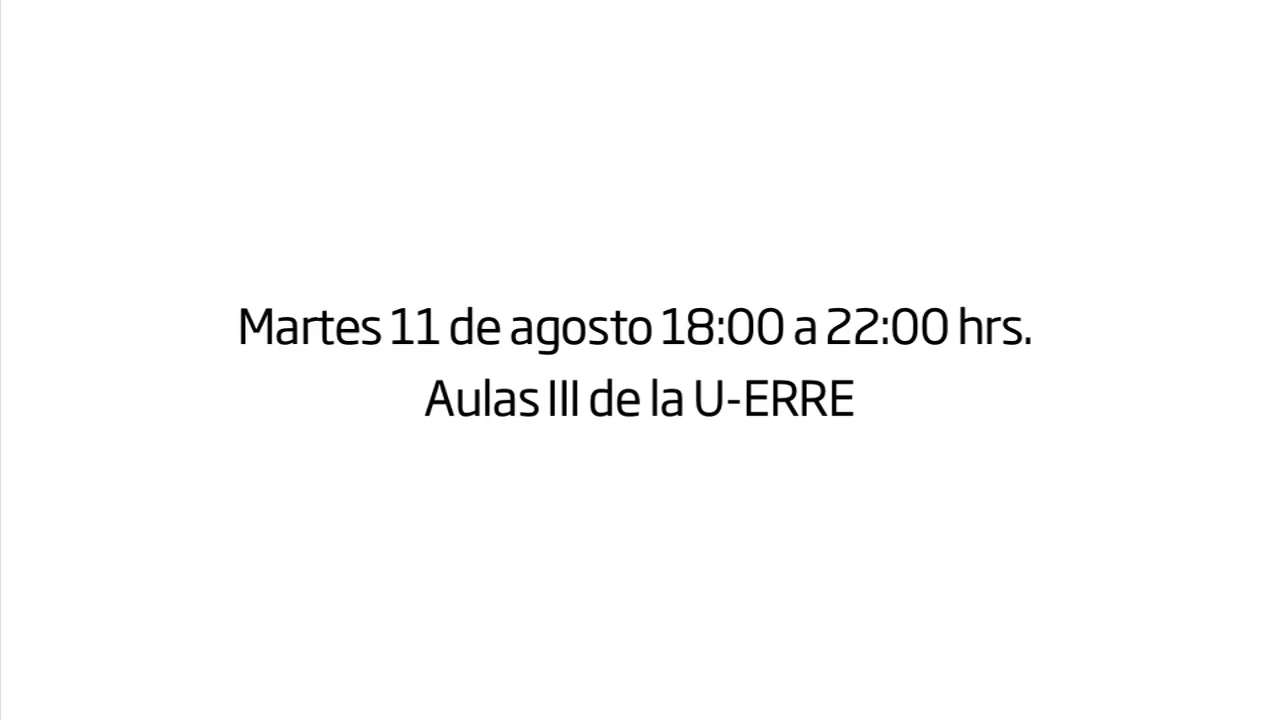 Martes 11 de agosto 18:00 a 22:00 hrs.
Aulas III de la U-ERRE